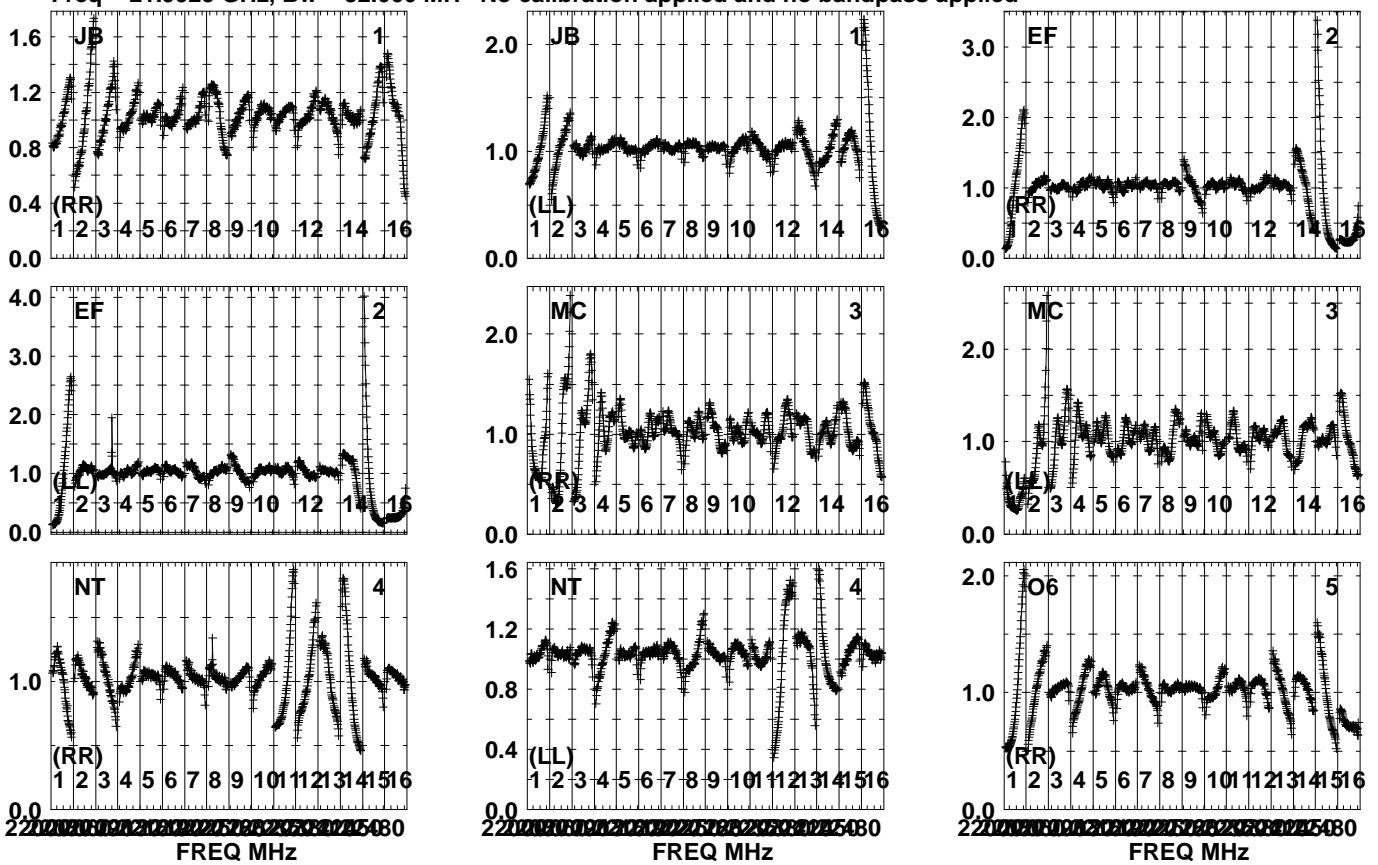 No calibration applied and no bandpass applied
JB 1
1.6
1.2
0.8
0.4
0.0
(RR)
1 2 3 4 5 6 7 8 9 10 12 14 16
JB 1
2.0
1.0
0.0
(LL)
1 2 3 4 5 6 7 8 9 10 12 14 16
EF 2
3.0
2.0
1.0
0.0
(RR)
1 2 3 4 5 6 7 8 9 10 12 14 16
EF 2
4.0
3.0
2.0
1.0
0.0
(LL)
1 2 3 4 5 6 7 8 9 10 12 14 16
MC 3
2.0
1.0
0.0
(RR)
1 2 3 4 5 6 7 8 9 10 12 14 16
MC 3
2.0
1.0
0.0
(LL)
1 2 3 4 5 6 7 8 9 10 12 14 16
NT 4
1.0
0.0
(RR)
1 2 3 4 5 6 7 8 9 10 11 12 13 14 15 16
FREQ MHz
NT 4
1.6
1.2
0.8
0.4
0.0
(LL)
1 2 3 4 5 6 7 8 9 10 11 12 13 14 15 16
FREQ MHz
O6 5
2.0
1.0
0.0
(RR)
1 2 3 4 5 6 7 8 9 10 11 12 13 14 15 16
FREQ MHz